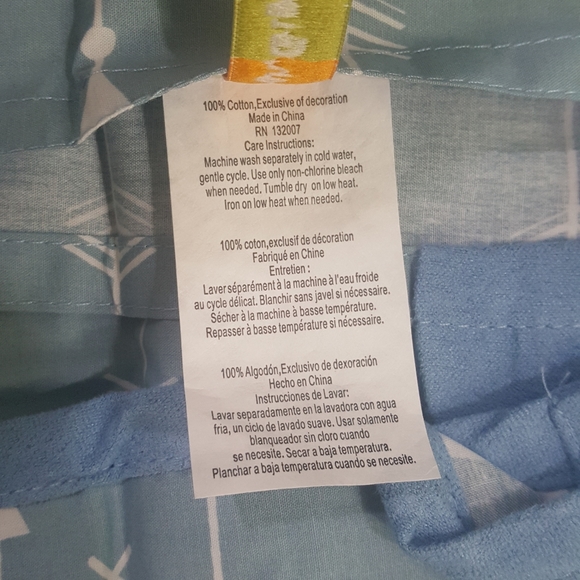 100% Cotton,Exclusive of decoration
Made in China
RN 132007
Care Instructions:
Machine wash separately in cold water,
gentle cycle. Use only non-chlorine bleach
when needed. Tumble dry on low heat.
Iron on low heat when needed.
100% coton,exclusif de décoration
Fabriqué en Chine
Entretien :
Laver séparément à la machine à l'eau froide
au cycle délicat. Blanchir sans javel si nécessaire.
Sécher à la machine à basse température.
Repasser à basse température si nécessaire.
100% Algodón,Exclusivo de dexoración
Hecho en China
Instrucciones de Lavar:
Lavar separadamente en la lavadora con agua
fria, un ciclo de lavado suave. Usar solamente
blanqueador sin cloro cuando
se necesite. Secar a baja temperatura.
Planchar a baja temperatura cuando se necesite.